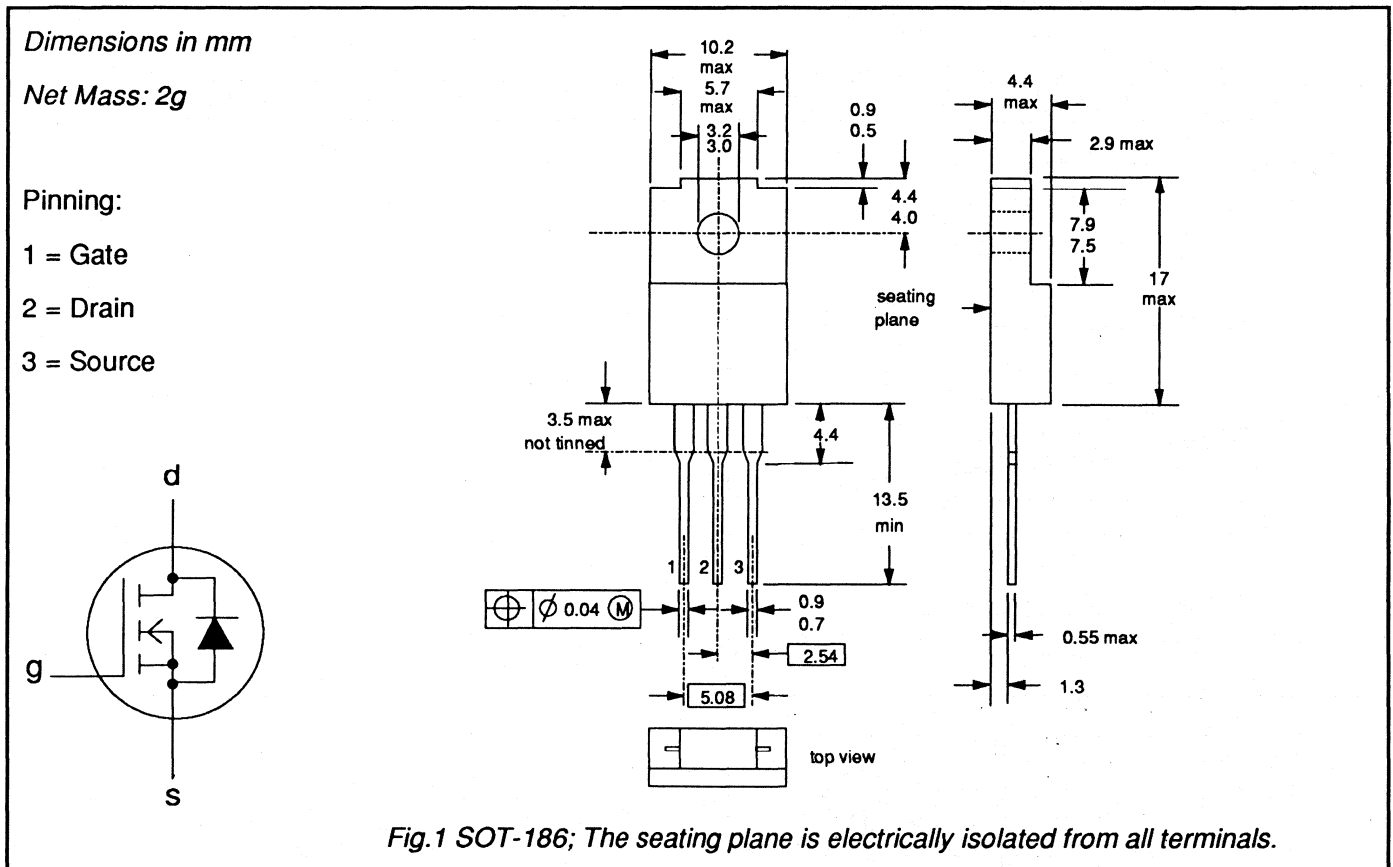 Dimensions in mm
Net Mass: 2g
Pinning:
1 = Gate
2 = Drain
3 = Source
d
g
s
10.2
max
5.7
max
3.2
3.0
0.9
0.5
4.4
4.0
seating
plane
3.5 max
not tinned
4.4
13.5
min
1 2 3
Ø 0.04 Ⓜ
0.9
0.7
2.54
5.08
top view
4.4
max
2.9 max
7.9
7.5
17
max
0.55 max
1.3
Fig.1 SOT-186; The seating plane is electrically isolated from all terminals.